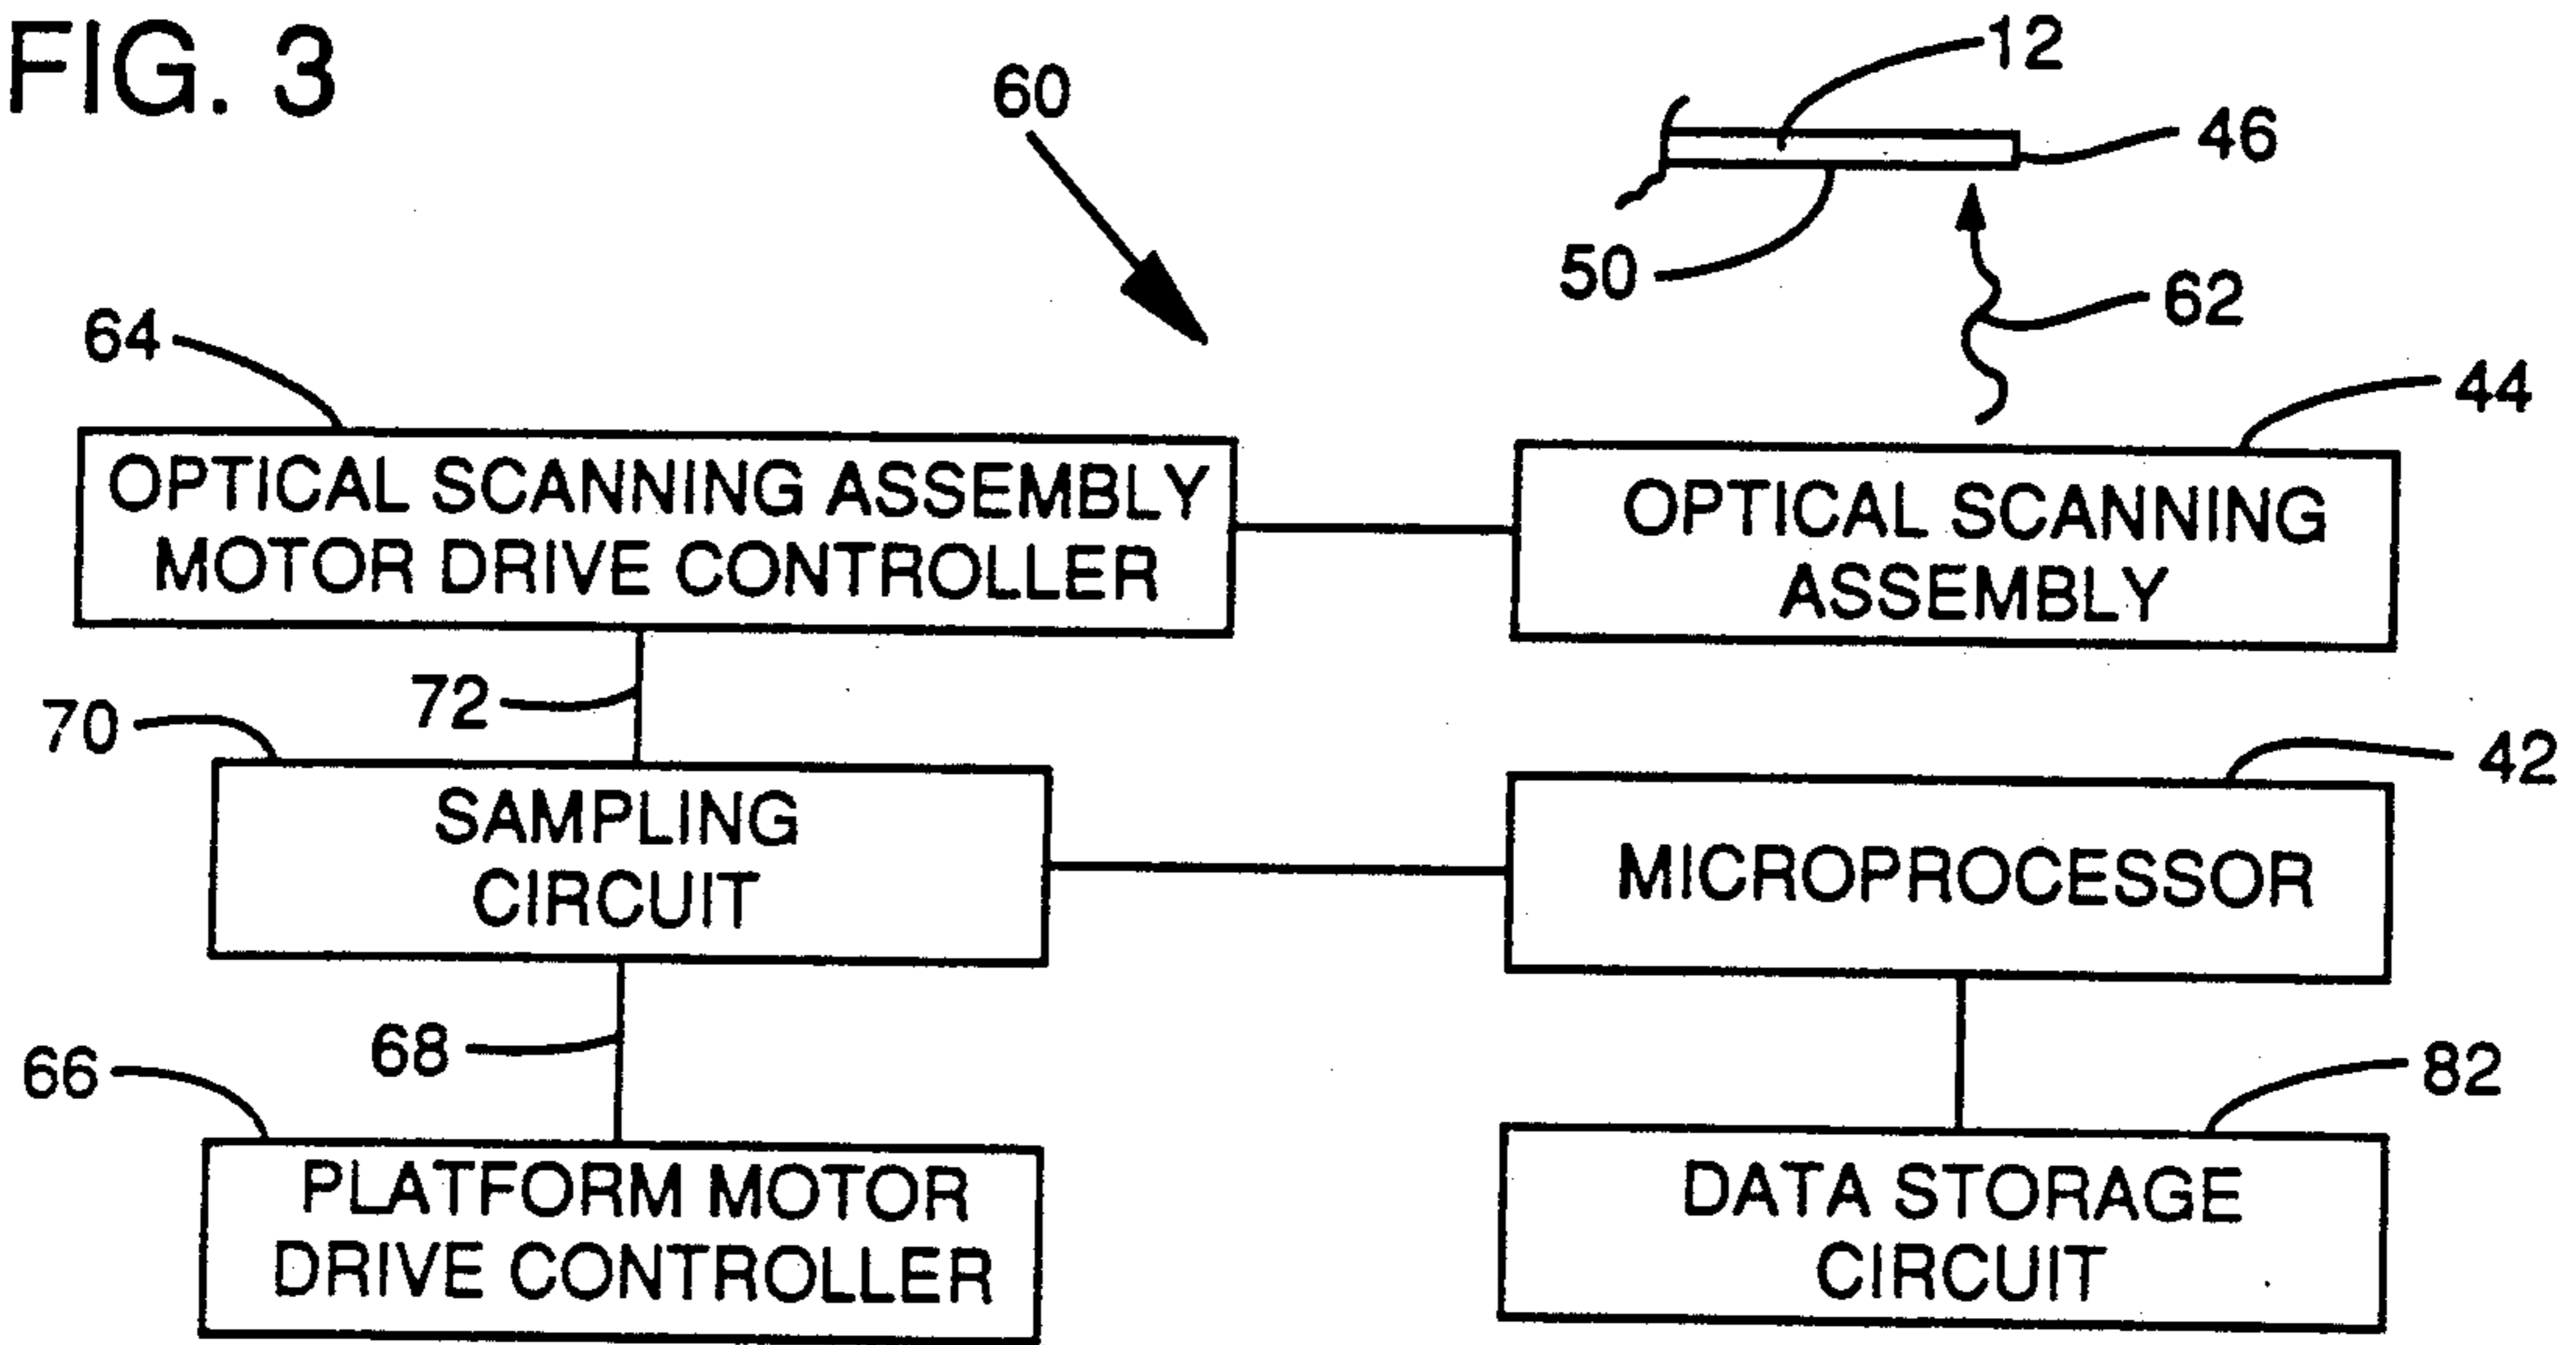 FIG. 3
12
60
46
50
62
64
44
OPTICAL SCANNING ASSEMBLY
MOTOR DRIVE CONTROLLER
OPTICAL SCANNING
ASSEMBLY
72
70
42
SAMPLING
CIRCUIT
MICROPROCESSOR
68
66
82
PLATFORM MOTOR
DRIVE CONTROLLER
DATA STORAGE
CIRCUIT